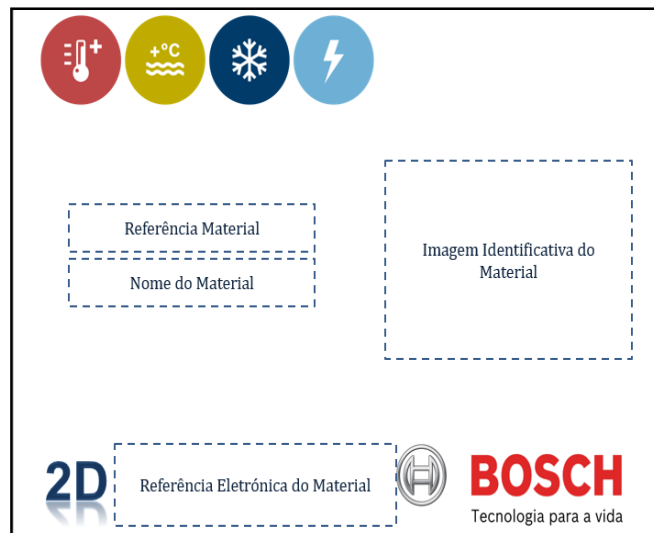 +°C
Referência Material
Nome do Material
Imagem Identificativa do
Material
2D
Referência Eletrónica do Material
BOSCH
Tecnologia para a vida